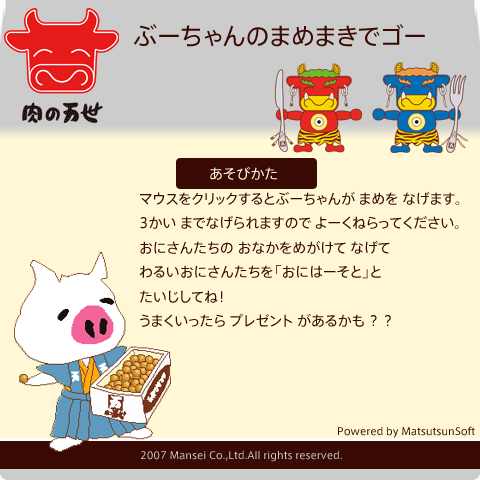 ぶーちゃんのまめまきでゴー
肉の万世
あそびかた
マウスをクリックするとぶーちゃんが まめを なげます。
3かい までなげられますので よーくねらってください。
おにさんたちの おなかをめがけて なげて
わるいおにさんたちを「おにはーそと」と
たいじしてね!
うまくいったら プレゼント があるかも??
Powered by MatsutsunSoft
2007 Mansei Co.,Ltd.All rights reserved.